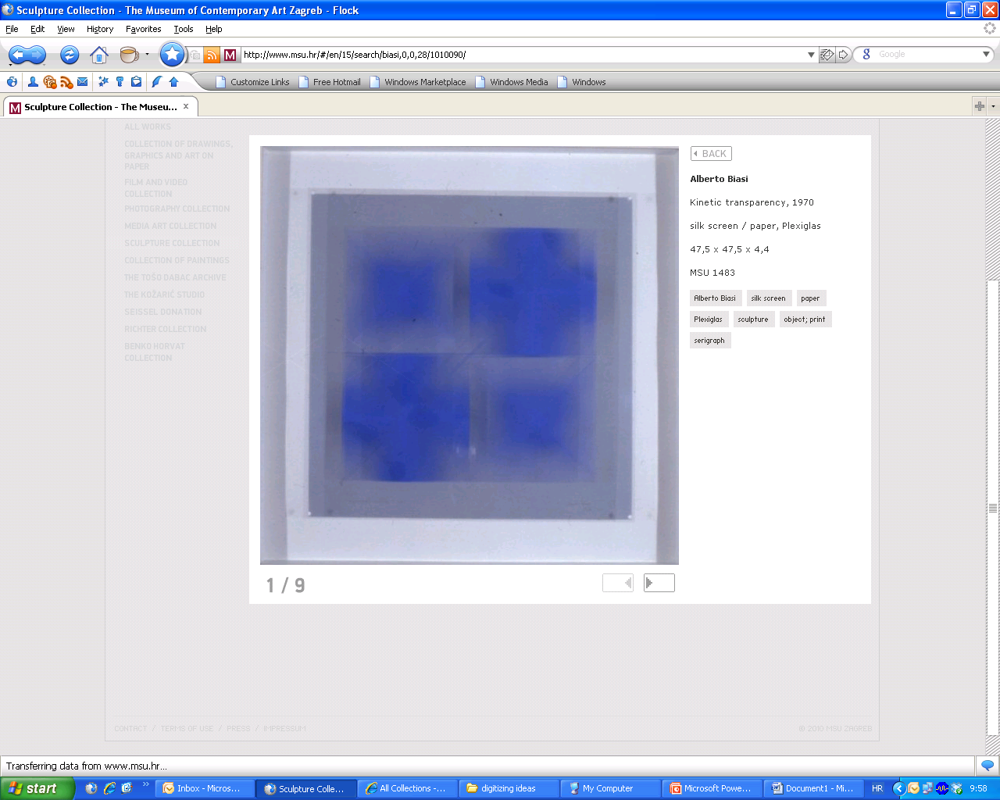 Sculpture Collection - The Museum of Contemporary Art Zagreb - Flock
File Edit View History Favorites Tools Help
http://www.msu.hr/#/en/15/search/biasi,0,0,28/1010090/
Google
Customize Links Free Hotmail Windows Marketplace Windows Media Windows
M Sculpture Collection - The Museu... x
ALL WORKS
COLLECTION OF DRAWINGS,
GRAPHICS AND ART ON
PAPER
FILM AND VIDEO
COLLECTION
PHOTOGRAPHY COLLECTION
MEDIA ART COLLECTION
SCULPTURE COLLECTION
COLLECTION OF PAINTINGS
THE TOŠO DABAC ARCHIVE
THE KOŽARIĆ STUDIO
SEISSEL DONATION
RICHTER COLLECTION
BENKO HORVAT
COLLECTION
BACK
Alberto Biasi
Kinetic transparency, 1970
silk screen / paper, Plexiglas
47,5 x 47,5 x 4,4
MSU 1483
Alberto Biasi silk screen paper
Plexiglas sculpture object; print
serigraph
1 / 9
CONTACT / TERMS OF USE / PRESS / IMPRESSUM
© 2010 MSU ZAGREB
Transferring data from www.msu.hr...
start Inbox - Micros... Sculpture Colle... All Collections -... digitizing ideas My Computer Microsoft Powe... Document1 - Mi... HR 9:58